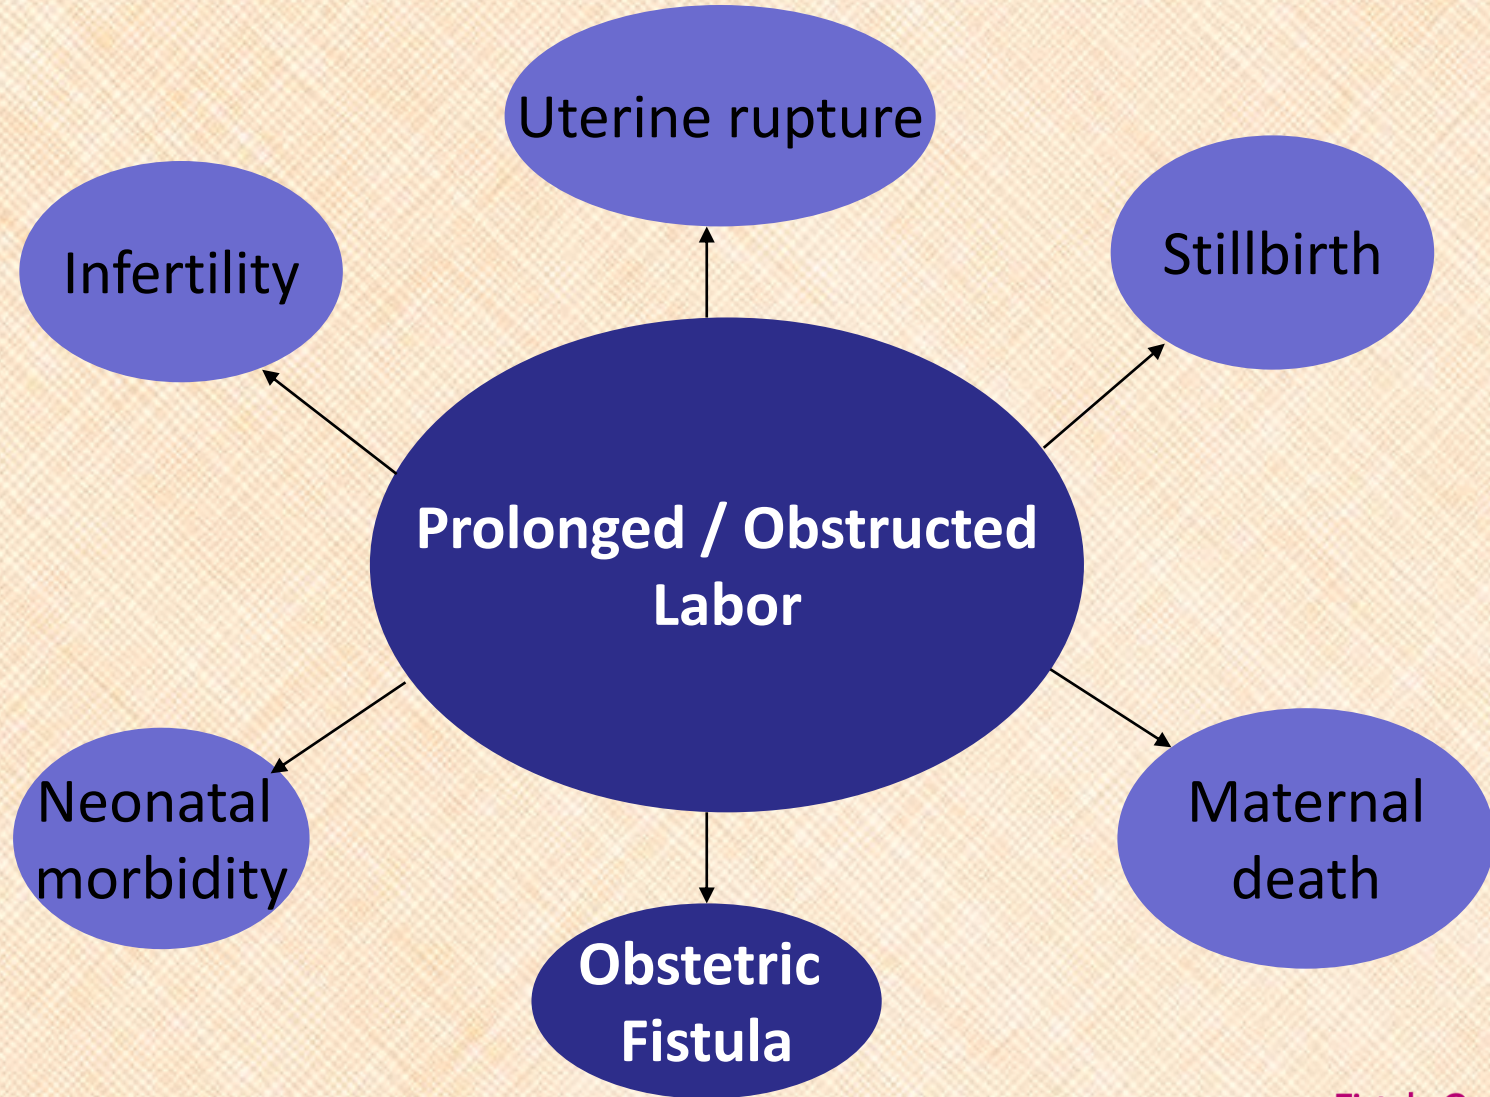 Uterine rupture
Infertility
Stillbirth
Prolonged / Obstructed
Labor
Neonatal
morbidity
Maternal
death
Obstetric
Fistula